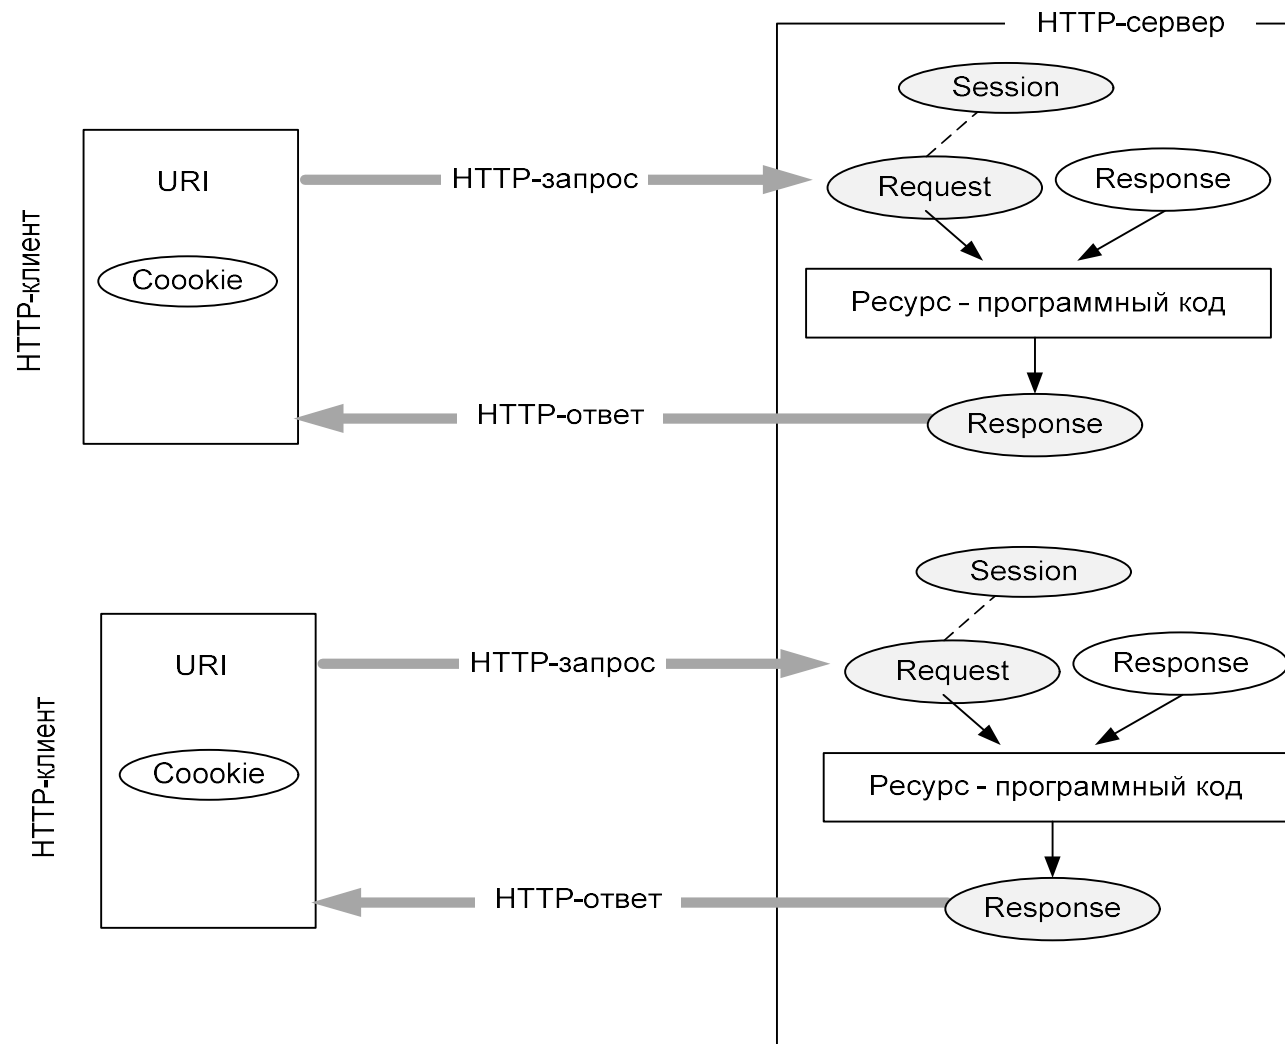 HTTP-сервер
Session
URI
HTTP-запрос
Request
Response
HTTP-клиент
Coookie
Ресурс - программный код
HTTP-ответ
Response
Session
URI
HTTP-запрос
Request
Response
HTTP-клиент
Coookie
Ресурс - программный код
HTTP-ответ
Response